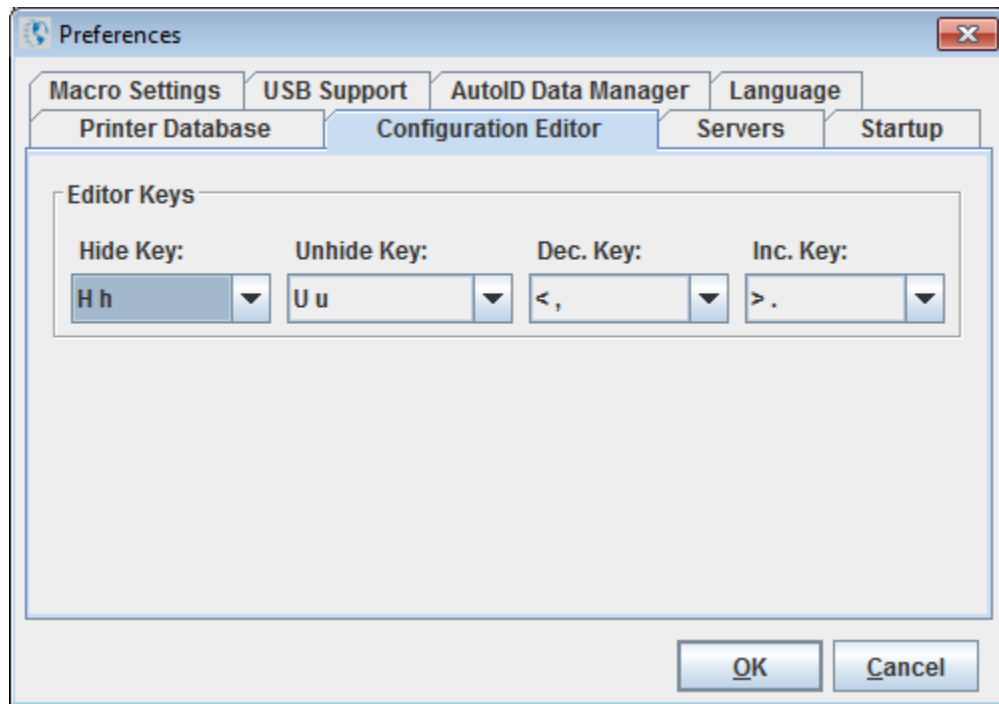 Preferences
Macro Settings USB Support AutoID Data Manager Language
Printer Database Configuration Editor Servers Startup
Editor Keys
Hide Key: Unhide Key: Dec. Key: Inc. Key:
H h U u < , > .
OK Cancel